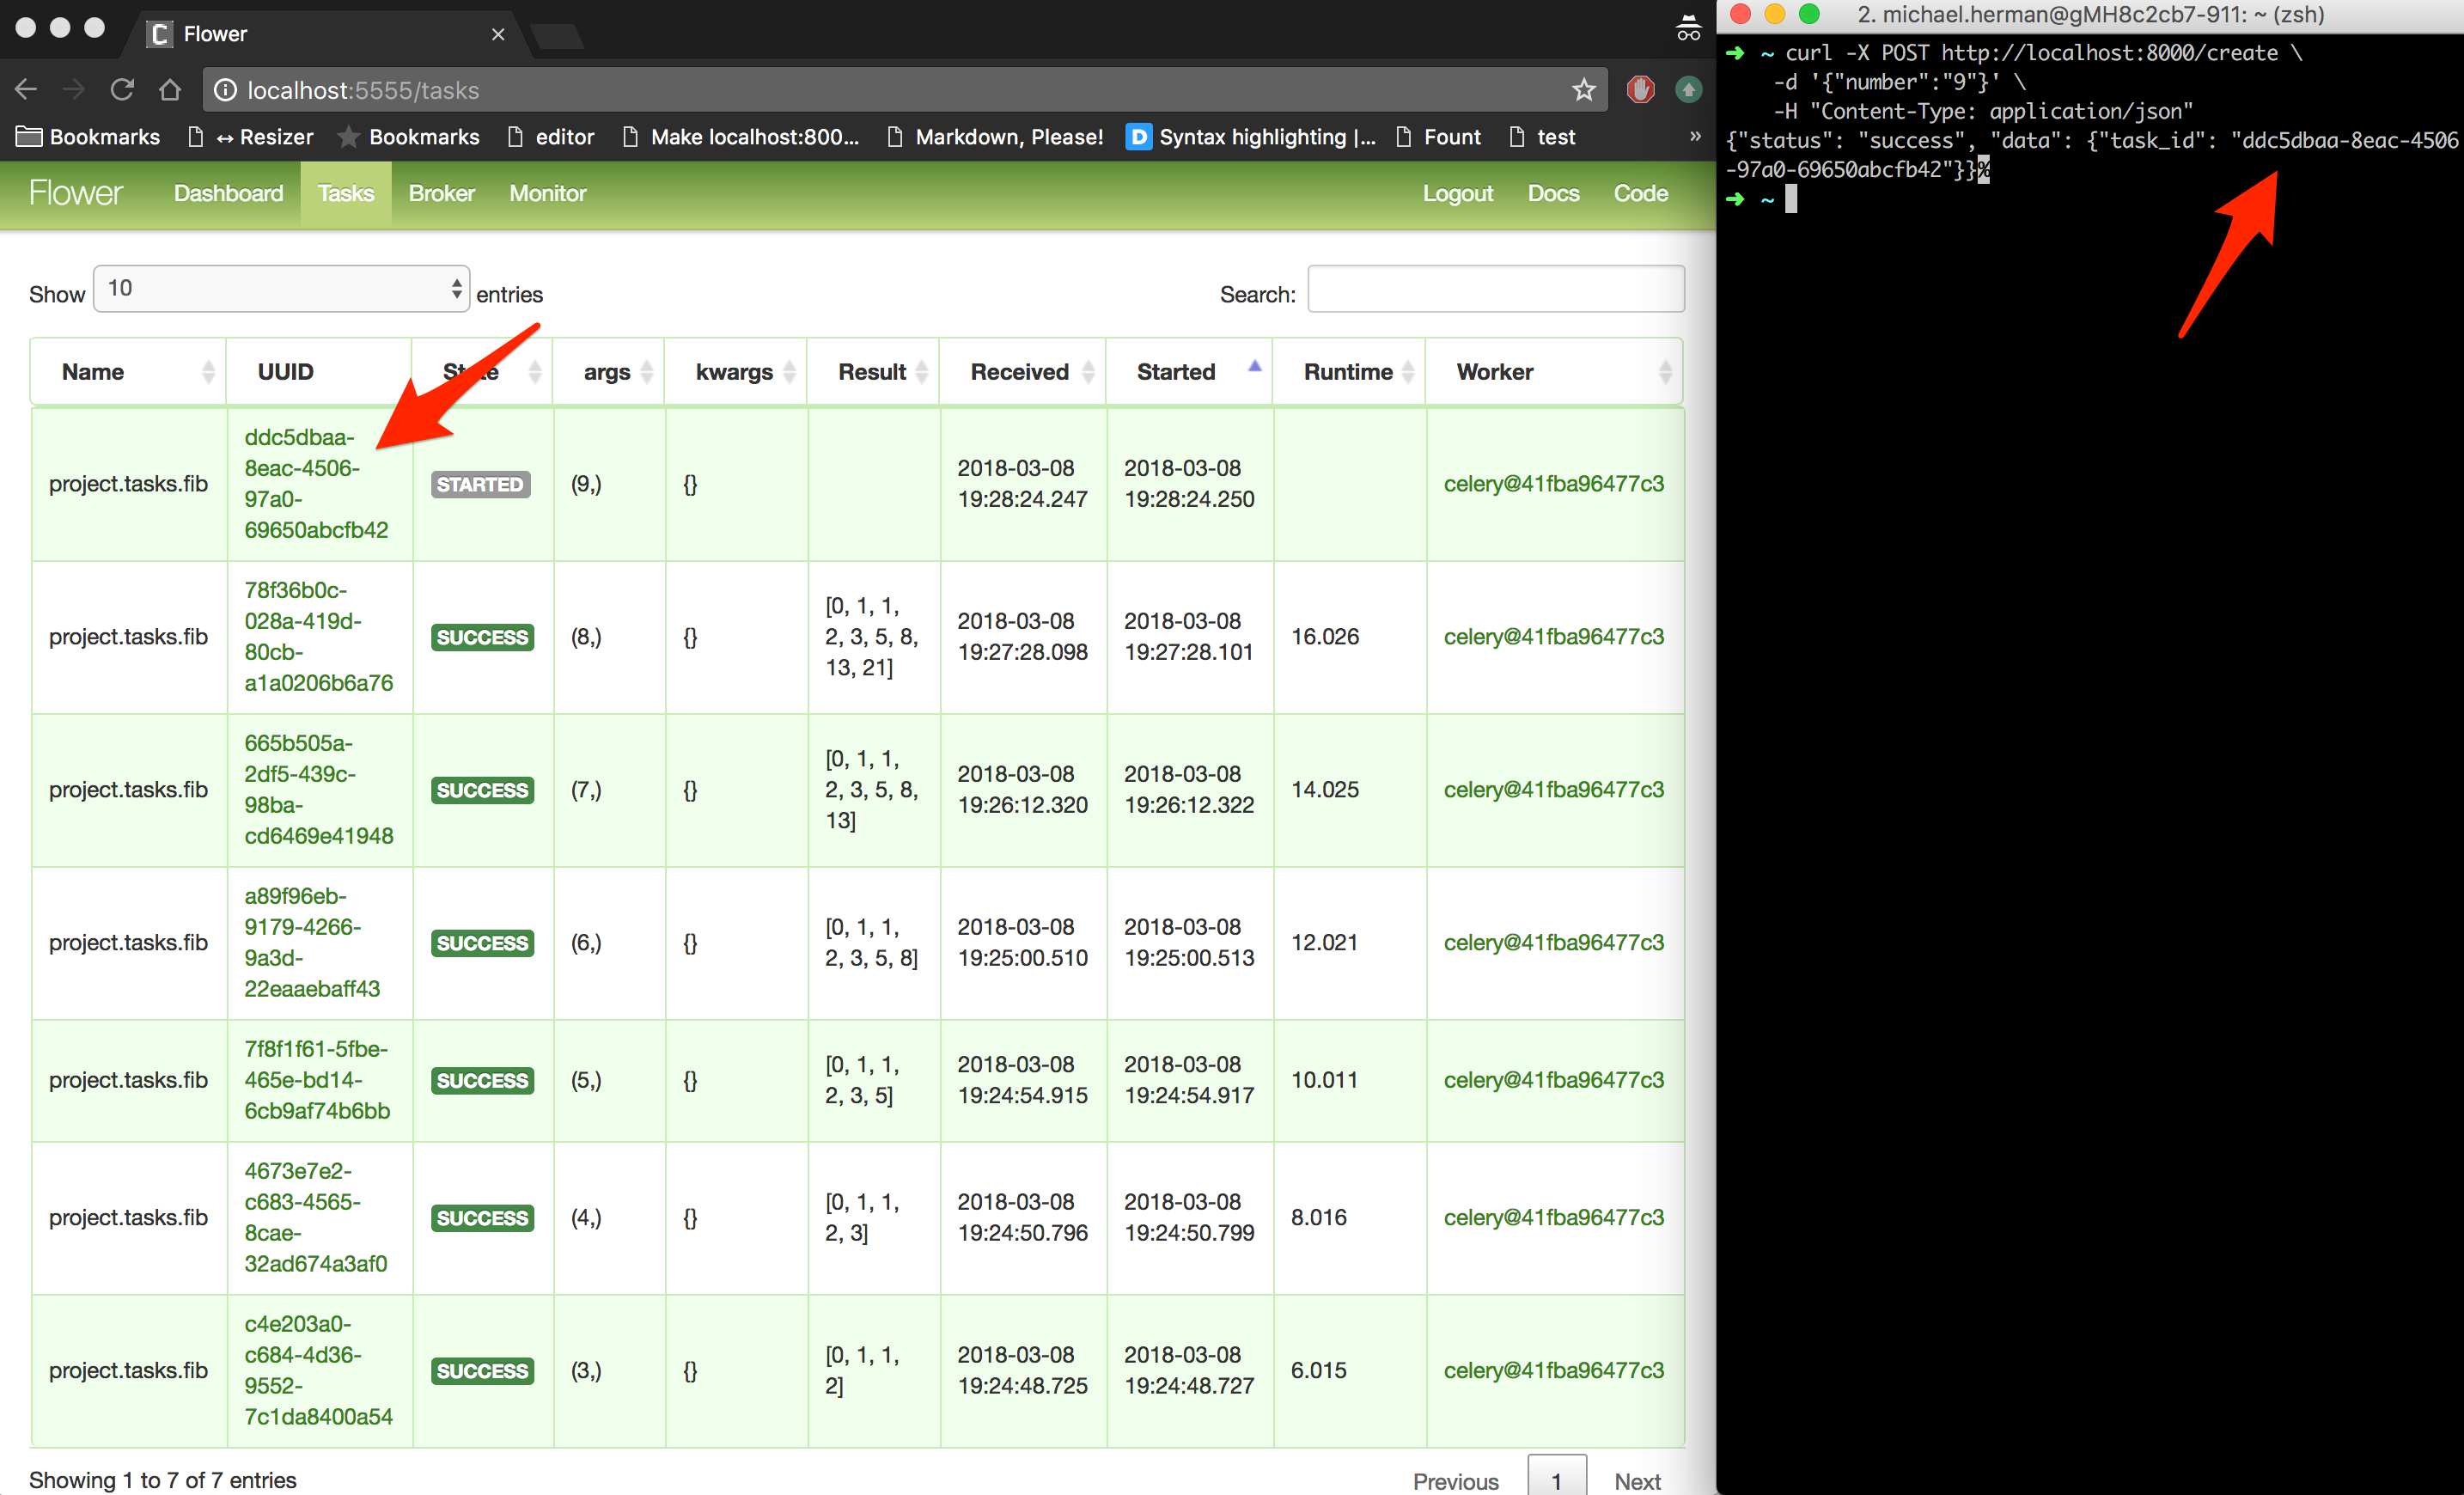 Flower
localhost:5555/tasks
Bookmarks ↔ Resizer Bookmarks editor Make localhost:800... Markdown, Please! D Syntax highlighting |... Fount test »
Flower Dashboard Tasks Broker Monitor Logout Docs Code
Show 10 entries Search:
Name UUID State args kwargs Result Received Started Runtime Worker
project.tasks.fib
ddc5dbaa-
8eac-4506-
97a0-
69650abcfb42
STARTED
(9,)
{}
2018-03-08
19:28:24.247
2018-03-08
19:28:24.250
celery@41fba96477c3
project.tasks.fib
78f36b0c-
028a-419d-
80cb-
a1a0206b6a76
SUCCESS
(8,)
{}
[0, 1, 1,
2, 3, 5, 8,
13, 21]
2018-03-08
19:27:28.098
2018-03-08
19:27:28.101
16.026
celery@41fba96477c3
project.tasks.fib
665b505a-
2df5-439c-
98ba-
cd6469e41948
SUCCESS
(7,)
{}
[0, 1, 1,
2, 3, 5, 8,
13]
2018-03-08
19:26:12.320
2018-03-08
19:26:12.322
14.025
celery@41fba96477c3
project.tasks.fib
a89f96eb-
9179-4266-
9a3d-
22eaaebaff43
SUCCESS
(6,)
{}
[0, 1, 1,
2, 3, 5, 8]
2018-03-08
19:25:00.510
2018-03-08
19:25:00.513
12.021
celery@41fba96477c3
project.tasks.fib
7f8f1f61-5fbe-
465e-bd14-
6cb9af74b6bb
SUCCESS
(5,)
{}
[0, 1, 1,
2, 3, 5]
2018-03-08
19:24:54.915
2018-03-08
19:24:54.917
10.011
celery@41fba96477c3
project.tasks.fib
4673e7e2-
c683-4565-
8cae-
32ad674a3af0
SUCCESS
(4,)
{}
[0, 1, 1,
2, 3]
2018-03-08
19:24:50.796
2018-03-08
19:24:50.799
8.016
celery@41fba96477c3
project.tasks.fib
c4e203a0-
c684-4d36-
9552-
7c1da8400a54
SUCCESS
(3,)
{}
[0, 1, 1,
2]
2018-03-08
19:24:48.725
2018-03-08
19:24:48.727
6.015
celery@41fba96477c3
Showing 1 to 7 of 7 entries Previous 1 Next
2. michael.herman@gMH8c2cb7-911: ~ (zsh)
➜ ~ curl -X POST http://localhost:8000/create \
-d '{"number":"9"}' \
-H "Content-Type: application/json"
{"status": "success", "data": {"task_id": "ddc5dbaa-8eac-4506
-97a0-69650abcfb42"}}%
➜ ~